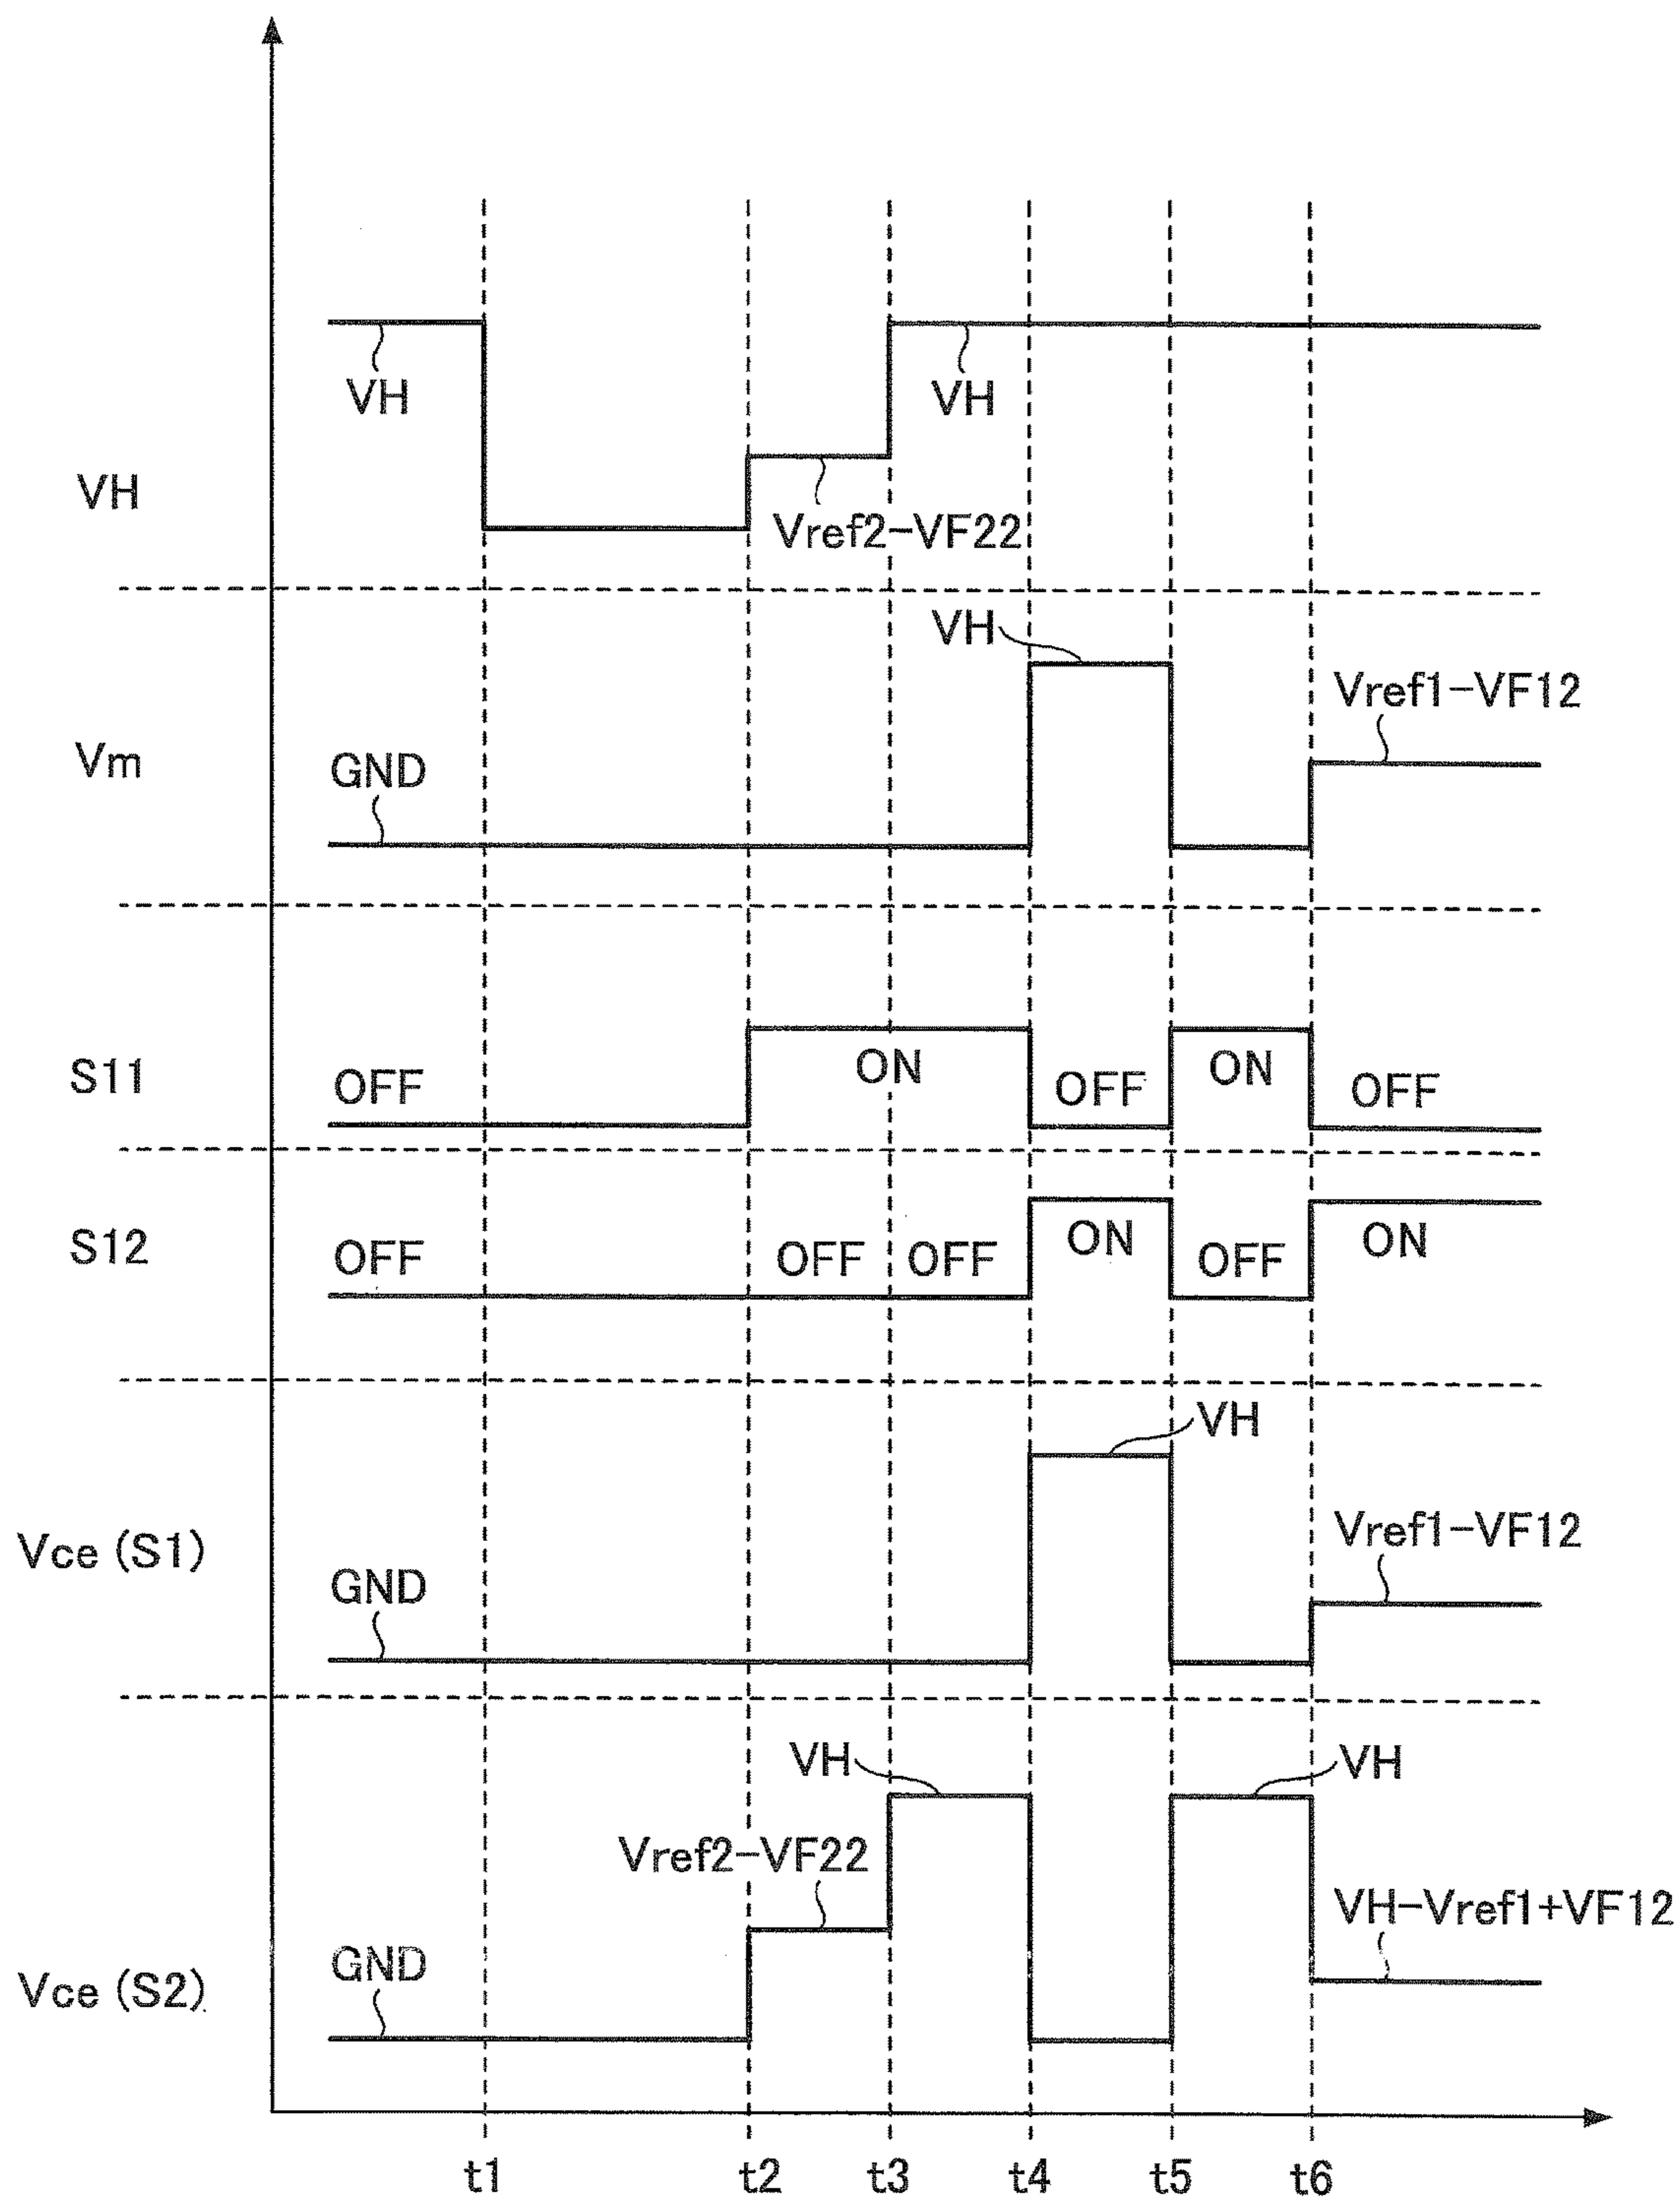 VH
VH
VH
Vref2-VF22
VH
Vm
GND
Vref1-VF12
S11
OFF
ON
OFF
ON
OFF
S12
OFF
OFF
OFF
ON
OFF
ON
VH
Vce (S1)
GND
Vref1-VF12
VH
VH
Vref2-VF22
VH-Vref1+VF12
Vce (S2)
GND
t1
t2
t3
t4
t5
t6